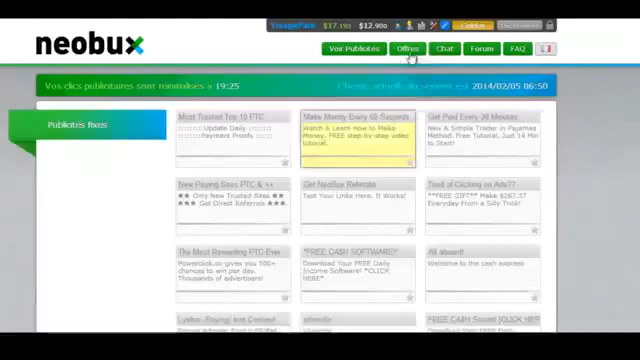 VisagePale $17.193 $12.900 Golden
neobux
Voir Publicités Offres Chat Forum FAQ
Vos clics publicitaires sont réinitialisés à 19:25
2014/02/05 06:50
Publicités fixes
Most Trusted Top 10 PTC
:::::::Update Daily
:::::::Payment Proofs
Make Money Every 60 Seconds
Watch & Learn How to Make
Money. FREE step-by-step video
tutorial.
Get Paid Every 20 Minutes
New & Simple Trader in Pajamas
Method. Free Tutorial, Just 14 Min
to Start!
New Paying Sites PTC & ++
★★ Only New Trusted Sites ★★
★★★ Get Direct Referrals ★★★
Get NeoBux Referrals
Test Your Links Here. It Works!
Tired of Clicking on Ads??
**FREE GIFT** Make $267.37
Everyday From a Silly Trick!
The Most Rewarding PTC Ever
Powerclick.co gives you 500+
chances to win per day.
Thousands of advertisers!
*FREE CA$H SOFTWARE!*
Download Your FREE Daily
Income Software! *CLICK
HERE*
All aboard!
Welcome to the cash express